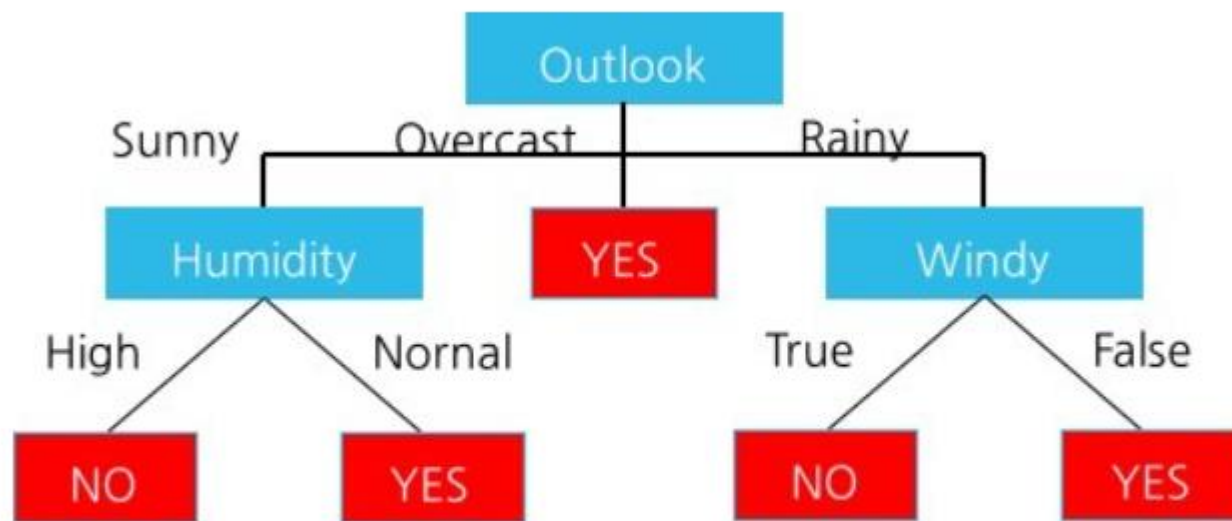 Outlook
Sunny Overcast Rainy
Humidity YES Windy
High Nornal True False
NO YES NO YES